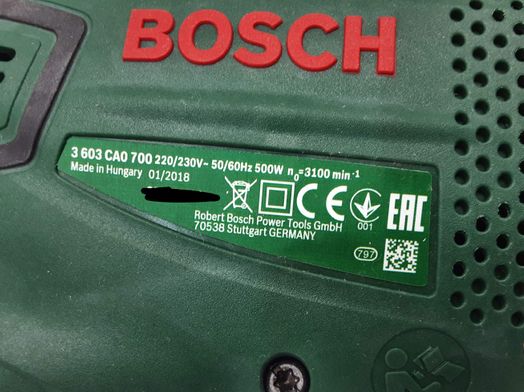 BOSCH
3 603 CA0 700 220/230V~ 50/60Hz 500W n₀=3100 min⁻¹
Made in Hungary 01/2018
CE
001
EAC
Robert Bosch Power Tools GmbH
70538 Stuttgart GERMANY
797